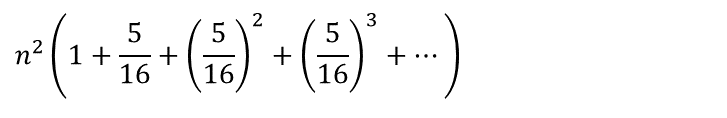 n² (1 + 5/16 + (5/16)² + (5/16)³ + ⋯)